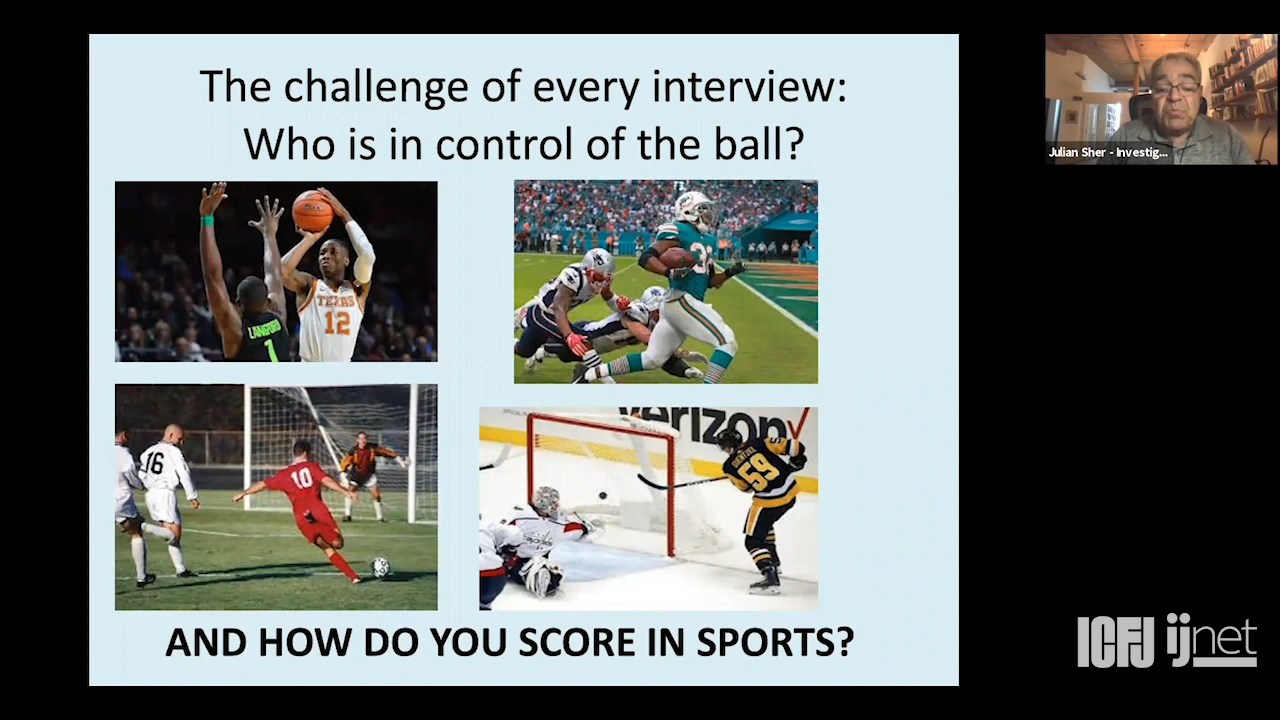 The challenge of every interview:
Who is in control of the ball?
LANGFORD
1
TEXAS
12
16
10
verizon
59
AND HOW DO YOU SCORE IN SPORTS?
Julian Sher - Investig...
ICFJ ijnet